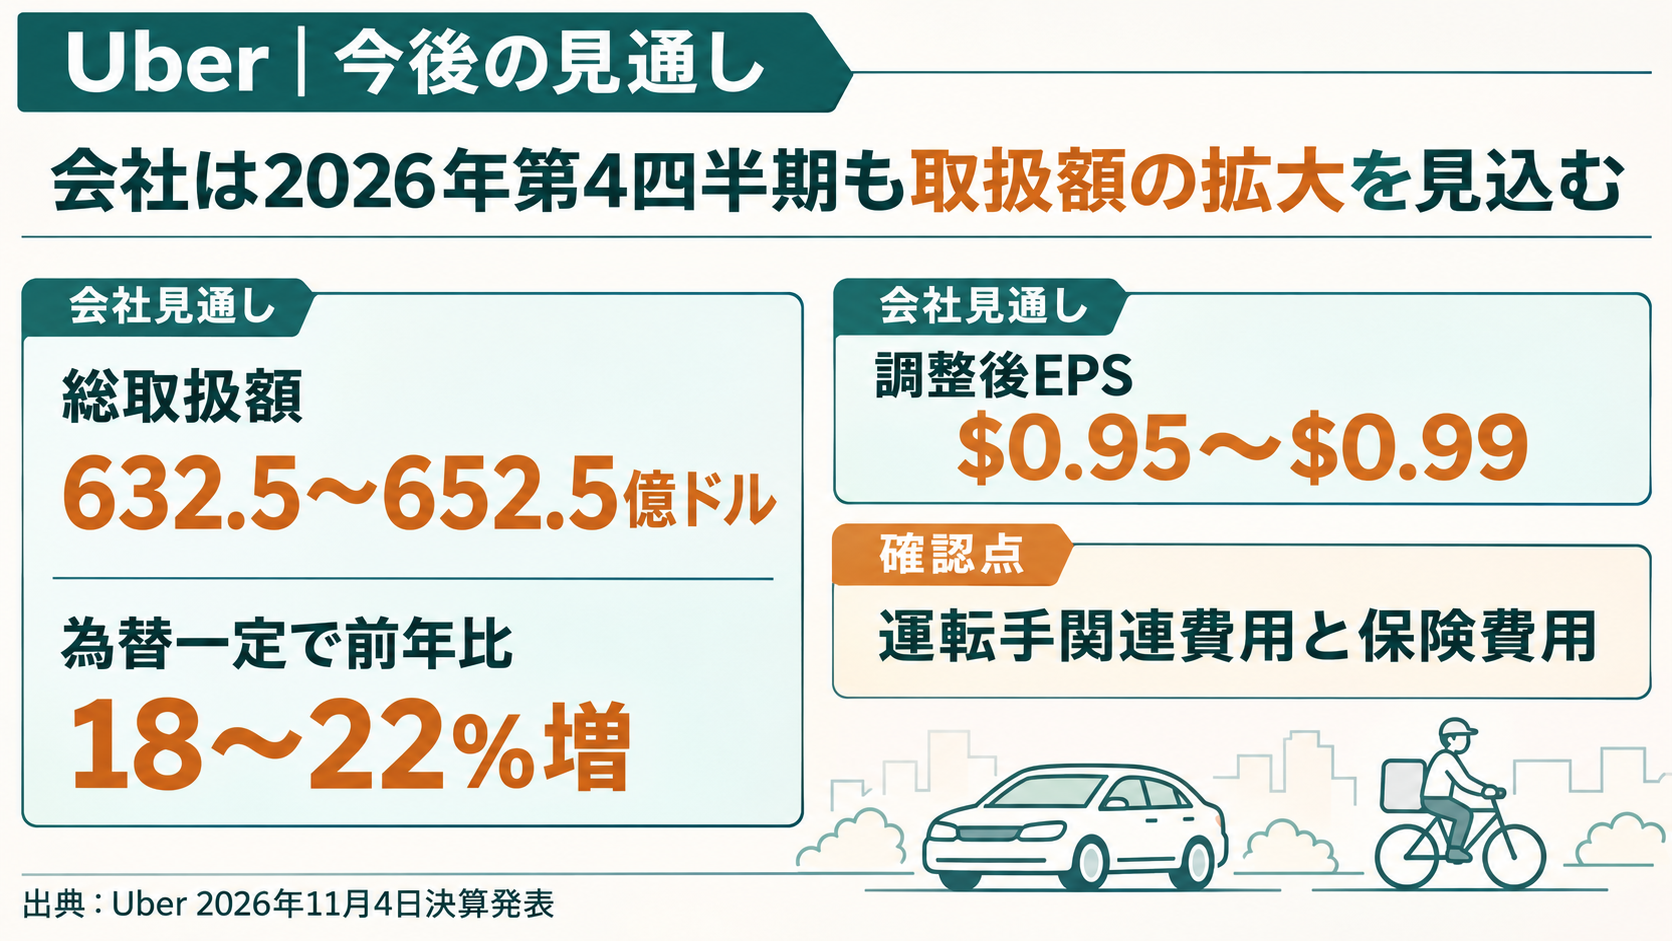 Uber｜今後の見通し
会社は2026年第4四半期も取扱額の拡大を見込む
会社見通し
総取扱額
632.5～652.5億ドル
為替一定で前年比
18～22%増
会社見通し
調整後EPS
$0.95～$0.99
確認点
運転手関連費用と保険費用
出典：Uber 2026年11月4日決算発表